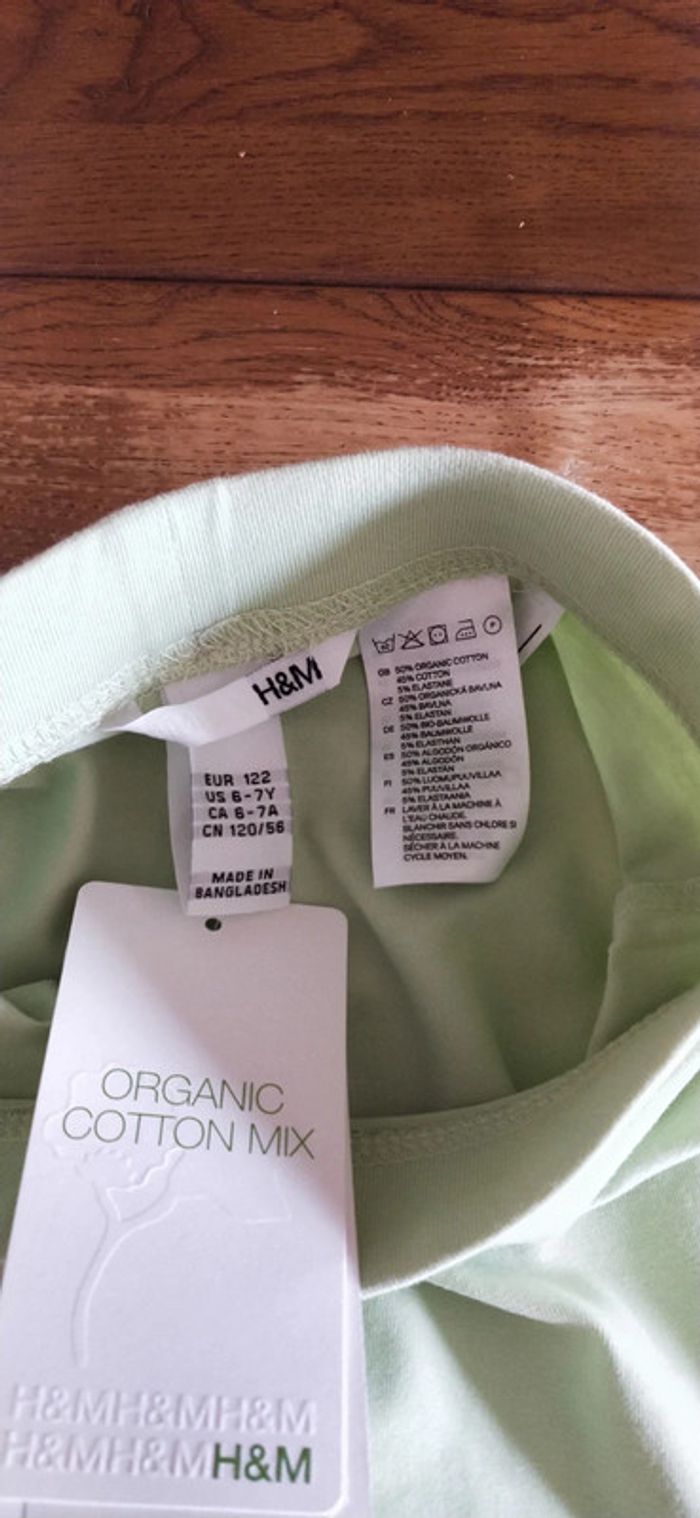 H&M
EUR 122
US 6-7Y
CA 6-7A
CN 120/56
MADE IN
BANGLADESH
GB 50% ORGANIC COTTON
45% COTTON
5% ELASTANE
CZ 50% ORGANICKÁ BAVLNA
45% BAVLNA
5% ELASTAN
DE 50% BIO-BAUMWOLLE
45% BAUMWOLLE
5% ELASTHAN
ES 50% ALGODÓN ORGÁNICO
45% ALGODÓN
5% ELASTÁN
FI 50% LUOMUPUUVILLAA
45% PUUVILLAA
5% ELASTAANIA
FR LAVER À LA MACHINE À
L'EAU CHAUDE.
BLANCHIR SANS CHLORE SI
NÉCESSAIRE.
SÉCHER À LA MACHINE
CYCLE MOYEN.
ORGANIC
COTTON MIX
H&MH&MH&M
H&MH&MH&M